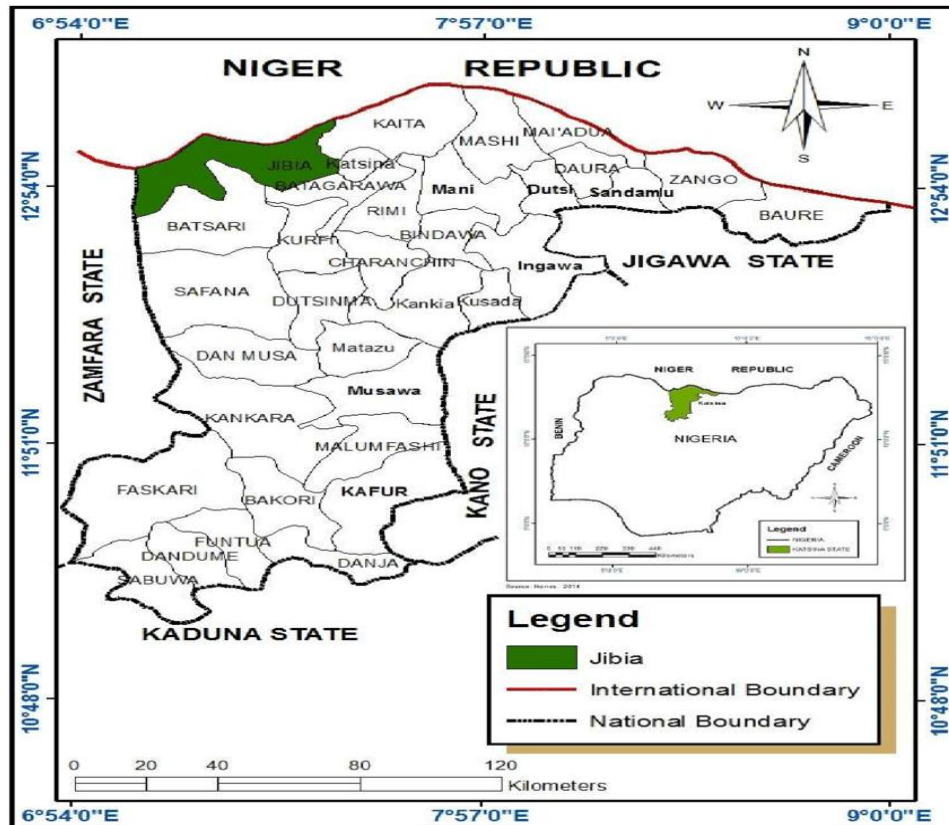 6°54'0"E 7°57'0"E 9°0'0"E
NIGER REPUBLIC
N
W E
S
KAITA
MASHI
MAI'ADUA
JIBIA
Katsina
DAURA
ZANGO
12°54'0"N
12°54'0"N
BATAGARAWA
Mani
Dutsi
Sandamu
BAURE
BATSARI
RIMI
KURFI
BINDAWA
CHARANCHIN
Ingawa
JIGAWA STATE
ZAMFARA STATE
SAFANA
DUTSINMA
Kankia
Kusada
DAN MUSA
Matazu
Musawa
KANKARA
KANO STATE
11°51'0"N
11°51'0"N
MALUMFASHI
FASKARI
BAKORI
KAFUR
FUNTUA
DANDUME
DANJA
SABUWA
KADUNA STATE
NIGER REPUBLIC
Katsina
BENIN
NIGERIA
CAMEROON
Legend
NIGERIA
KATSINA STATE
Kilometers
Legend
Jibia
International Boundary
National Boundary
10°48'0"N
10°48'0"N
0 20 40 80 120
Kilometers
6°54'0"E 7°57'0"E 9°0'0"E